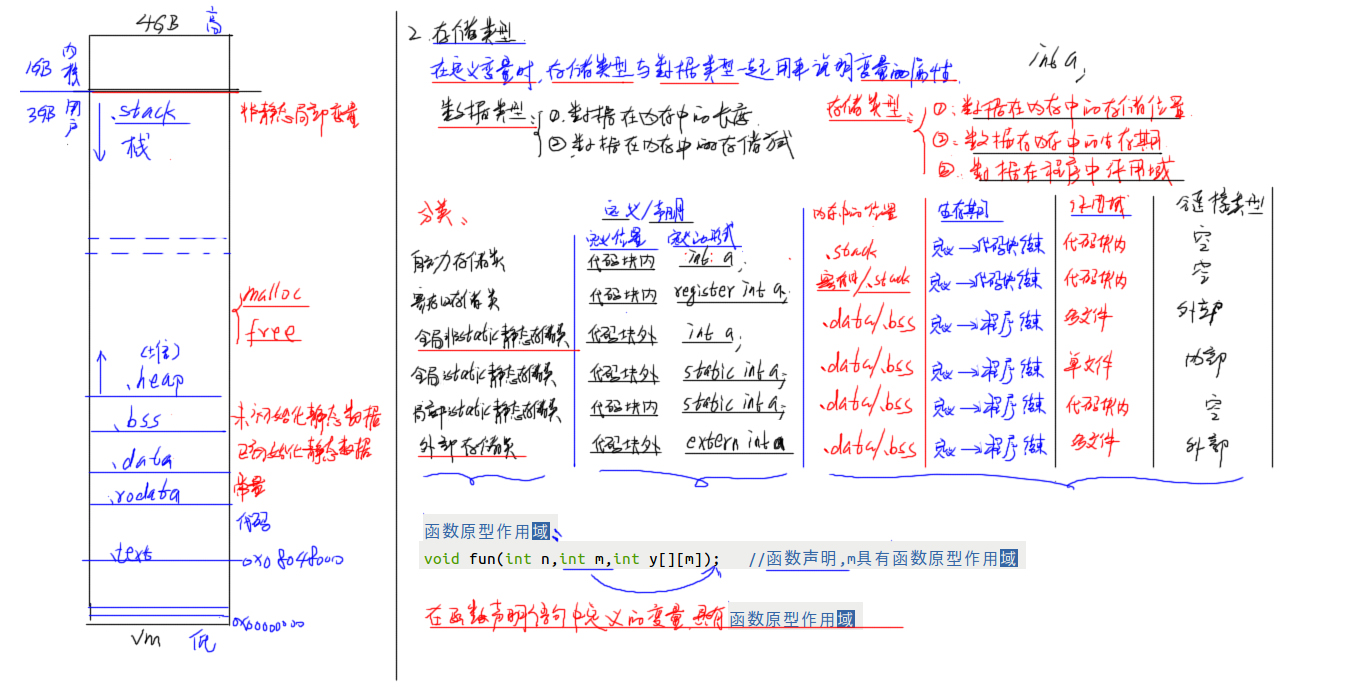 4GB 高
1GB 内核
3GB 用户
.stack 非静态局部变量
栈
malloc
free
(堆)
.heap
.bss 未初始化静态数据
.data 已初始化静态数据
.rodata 常量
代码
.text 0x08048000
0x00000000
vm 低
2. 存储类型
int a;
在定义变量时,存储类型与数据类型一起用来说明变量的属性.
数据类型: ①.数据在内存中的长度
②.数据在内存中的存储方式
存储类型: ①:数据在内存中的存储位置
②:数据在内存中的生存期
③.数据在程序中作用域
分类: 定义/声明 内存中的位置 生存期 作用域 链接类型
定义位置 定义的形式
自动存储类 代码块内 int a; .stack 定义→代码块结束 代码块内 空
寄存器存储类 代码块内 register int a; 寄存器/.stack 定义→代码块结束 代码块内 空
全局非static静态存储类 代码块外 int a; .data/.bss 定义→程序结束 多文件 外部
全局static静态存储类 代码块外 static int a; .data/.bss 定义→程序结束 单文件 内部
局部static静态存储类 代码块内 static int a; .data/.bss 定义→程序结束 代码块内 空
外部存储类 代码块外 extern int a .data/.bss 定义→程序结束 多文件 外部
函数原型作用域:
void fun(int n,int m,int y[][m]); //函数声明,m具有函数原型作用域
在函数声明语句中定义的变量,具有函数原型作用域